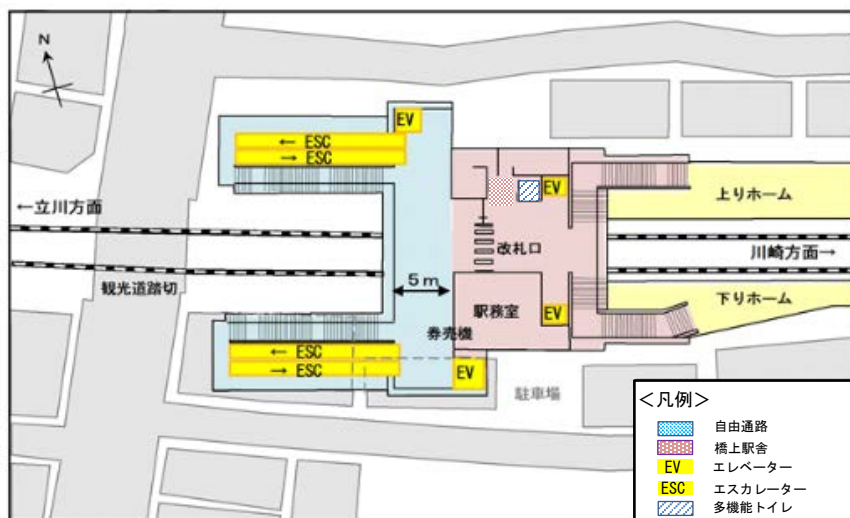 N
EV
← ESC
→ ESC
EV
上りホーム
←立川方面
改札口
川崎方面→
観光道踏切
5m
駅務室
EV
下りホーム
券売機
← ESC
→ ESC
EV
駐車場
<凡例>
自由通路
橋上駅舎
EV エレベーター
ESC エスカレーター
多機能トイレ